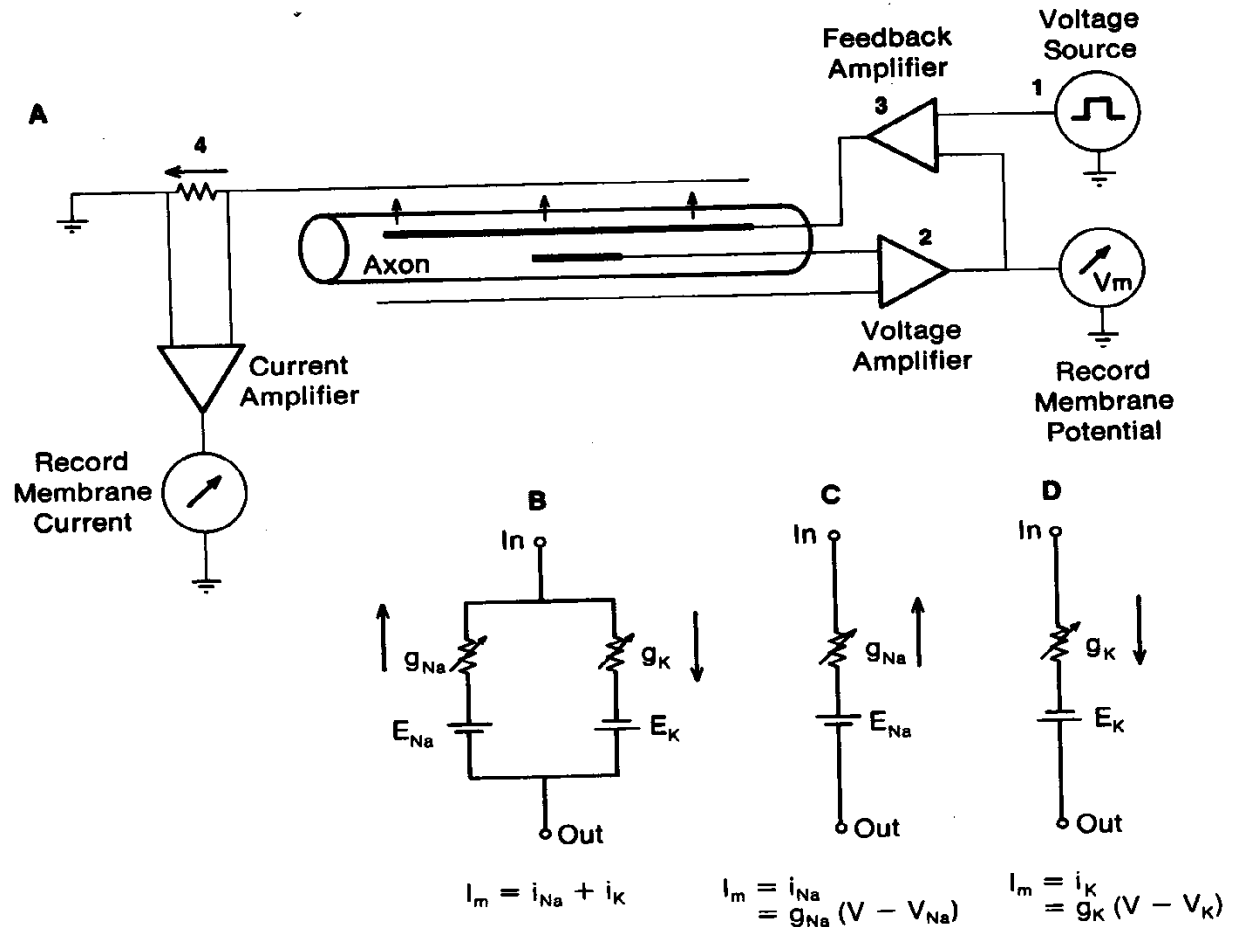 Voltage
Source
Feedback
Amplifier
1
3
A
4
Axon
2
Vm
Voltage
Amplifier
Record
Membrane
Potential
Current
Amplifier
Record
Membrane
Current
B
C
D
In
In
In
gNa
gK
gNa
gK
ENa
EK
ENa
EK
Out
Out
Out
Im = iNa + iK
Im = iNa
= gNa (V − VNa)
Im = iK
= gK (V − VK)